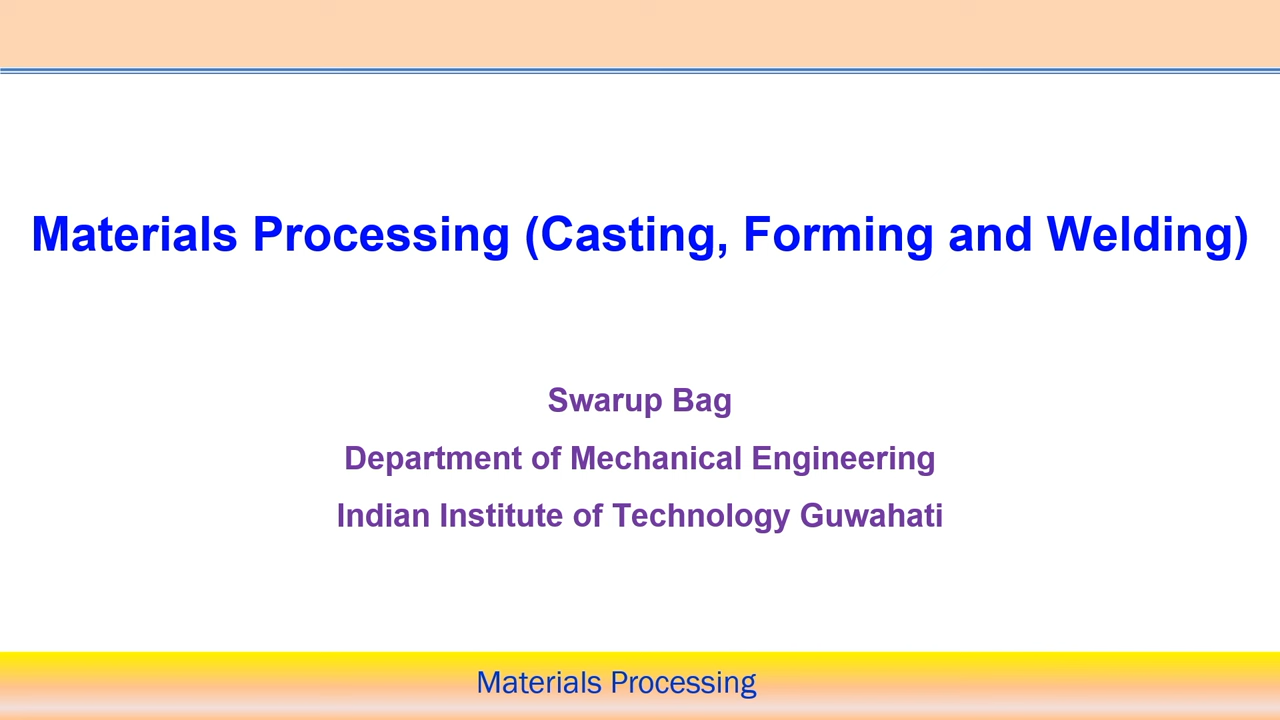 Materials Processing (Casting, Forming and Welding)
Swarup Bag
Department of Mechanical Engineering
Indian Institute of Technology Guwahati
Materials Processing